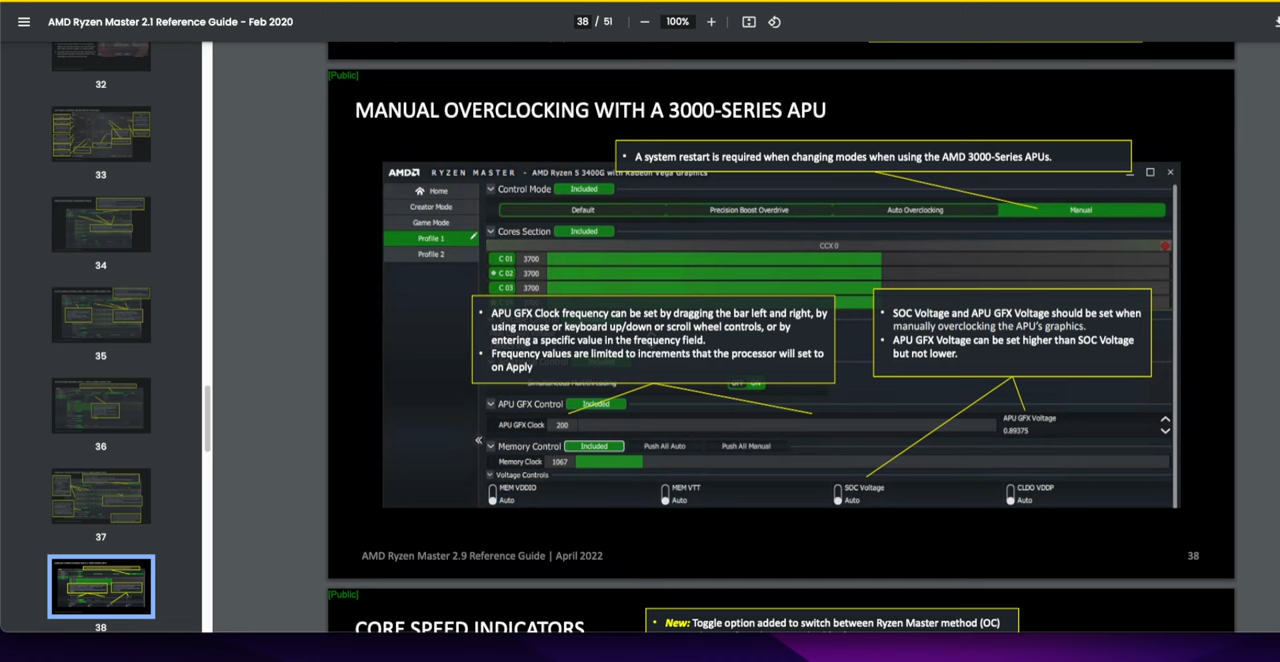 AMD Ryzen Master 2.1 Reference Guide - Feb 2020
38 / 51
100%
32
33
34
35
36
37
38
[Public]
MANUAL OVERCLOCKING WITH A 3000-SERIES APU
• A system restart is required when changing modes when using the AMD 3000-Series APUs.
AMD RYZEN MASTER - AMD Ryzen 5 3400G with Radeon Vega Graphics
Home
Creator Mode
Game Mode
Profile 1
Profile 2
Control Mode Included
Default Precision Boost Overdrive Auto Overclocking Manual
Cores Section Included
CCX 0
C 01 3700
C 02 3700
C 03 3700
• APU GFX Clock frequency can be set by dragging the bar left and right, by
using mouse or keyboard up/down or scroll wheel controls, or by
entering a specific value in the frequency field.
• Frequency values are limited to increments that the processor will set to
on Apply
• SOC Voltage and APU GFX Voltage should be set when
manually overclocking the APU's graphics.
• APU GFX Voltage can be set higher than SOC Voltage
but not lower.
OFF ON
APU GFX Control Included
APU GFX Clock 200
APU GFX Voltage
0.89375
Memory Control Included Push All Auto Push All Manual
Memory Clock 1067
Voltage Controls
MEM VDDIO MEM VTT SOC Voltage CLDO VDDP
Auto Auto Auto Auto
AMD Ryzen Master 2.9 Reference Guide | April 2022
38
[Public]
CORE SPEED INDICATORS
• New: Toggle option added to switch between Ryzen Master method (OC)